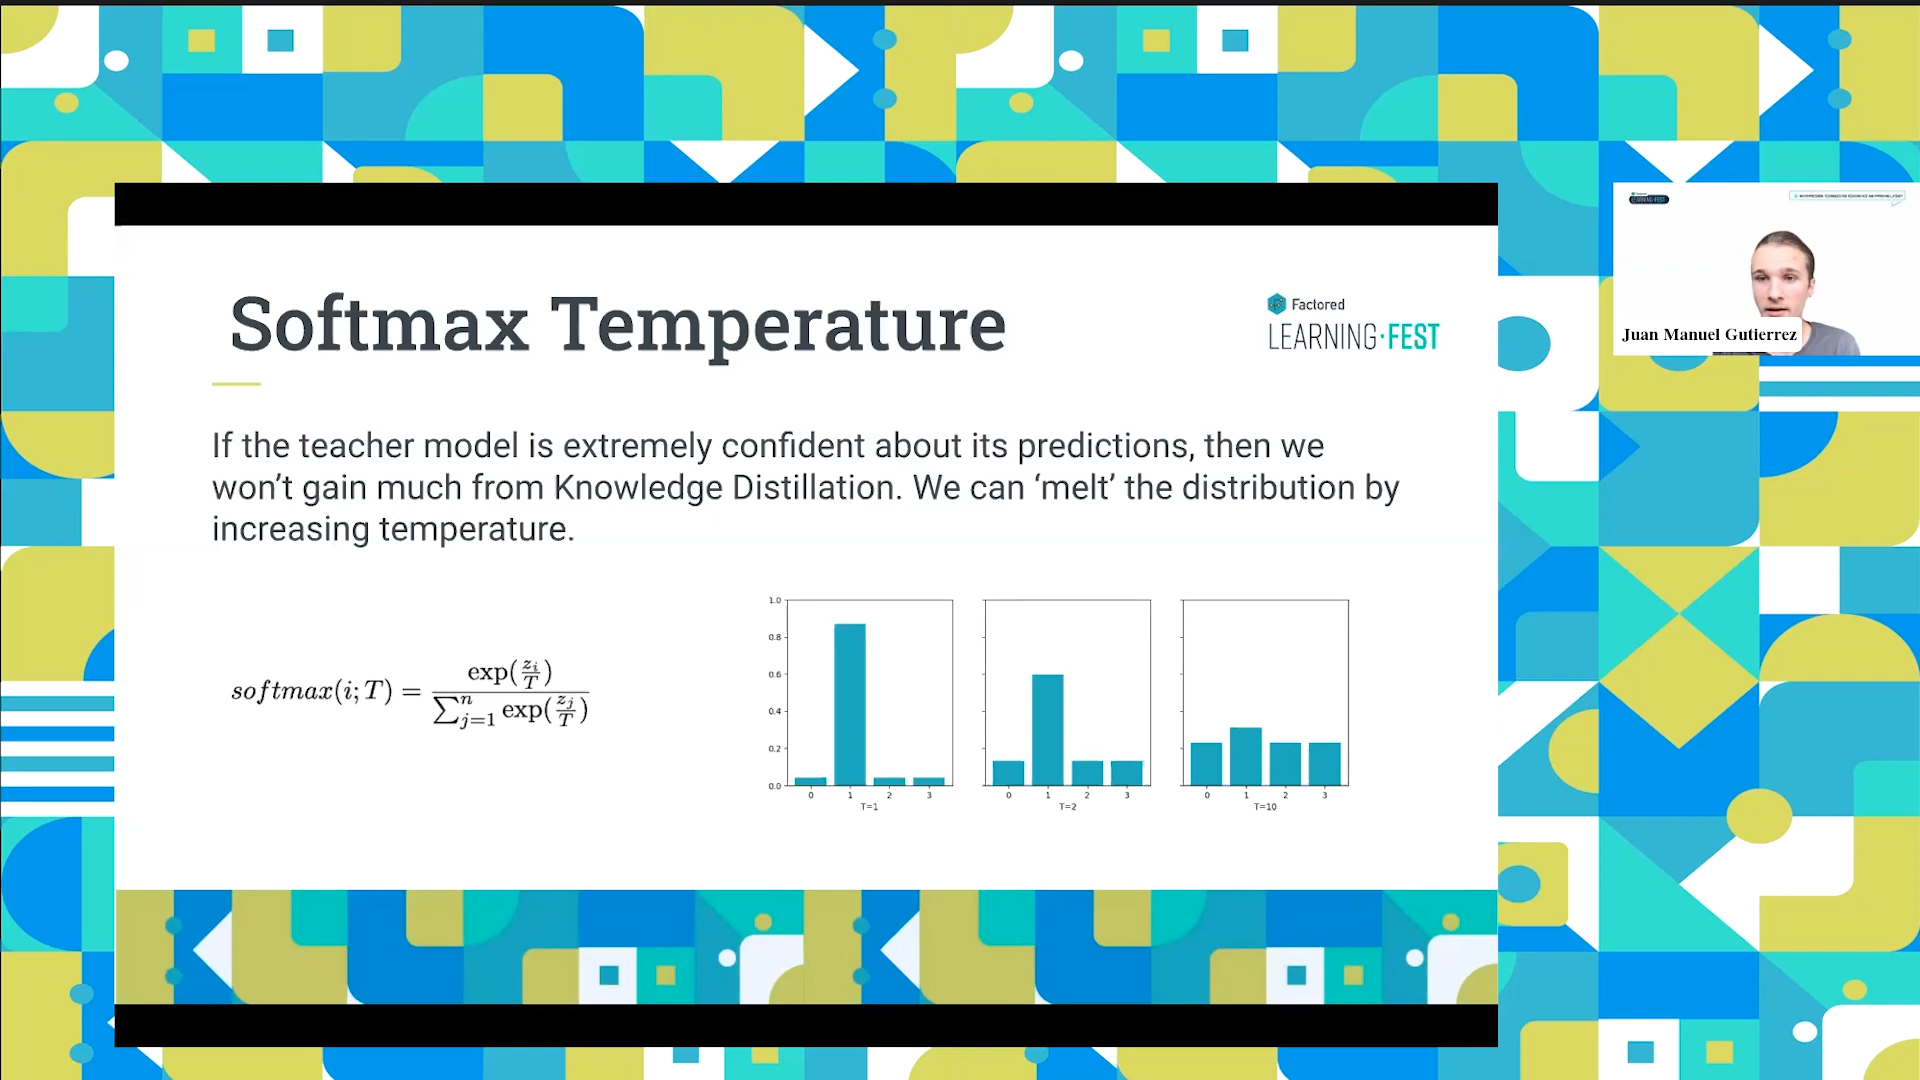 Softmax Temperature
Factored
LEARNING·FEST
If the teacher model is extremely confident about its predictions, then we
won’t gain much from Knowledge Distillation. We can ‘melt’ the distribution by
increasing temperature.
softmax(i; T) = exp(z_i/T) / ∑_{j=1}^{n} exp(z_j/T)
1.0
0.8
0.6
0.4
0.2
0.0
0 1 2 3
T=1
0 1 2 3
T=2
0 1 2 3
T=10
LEARNING·FEST
Juan Manuel Gutierrez